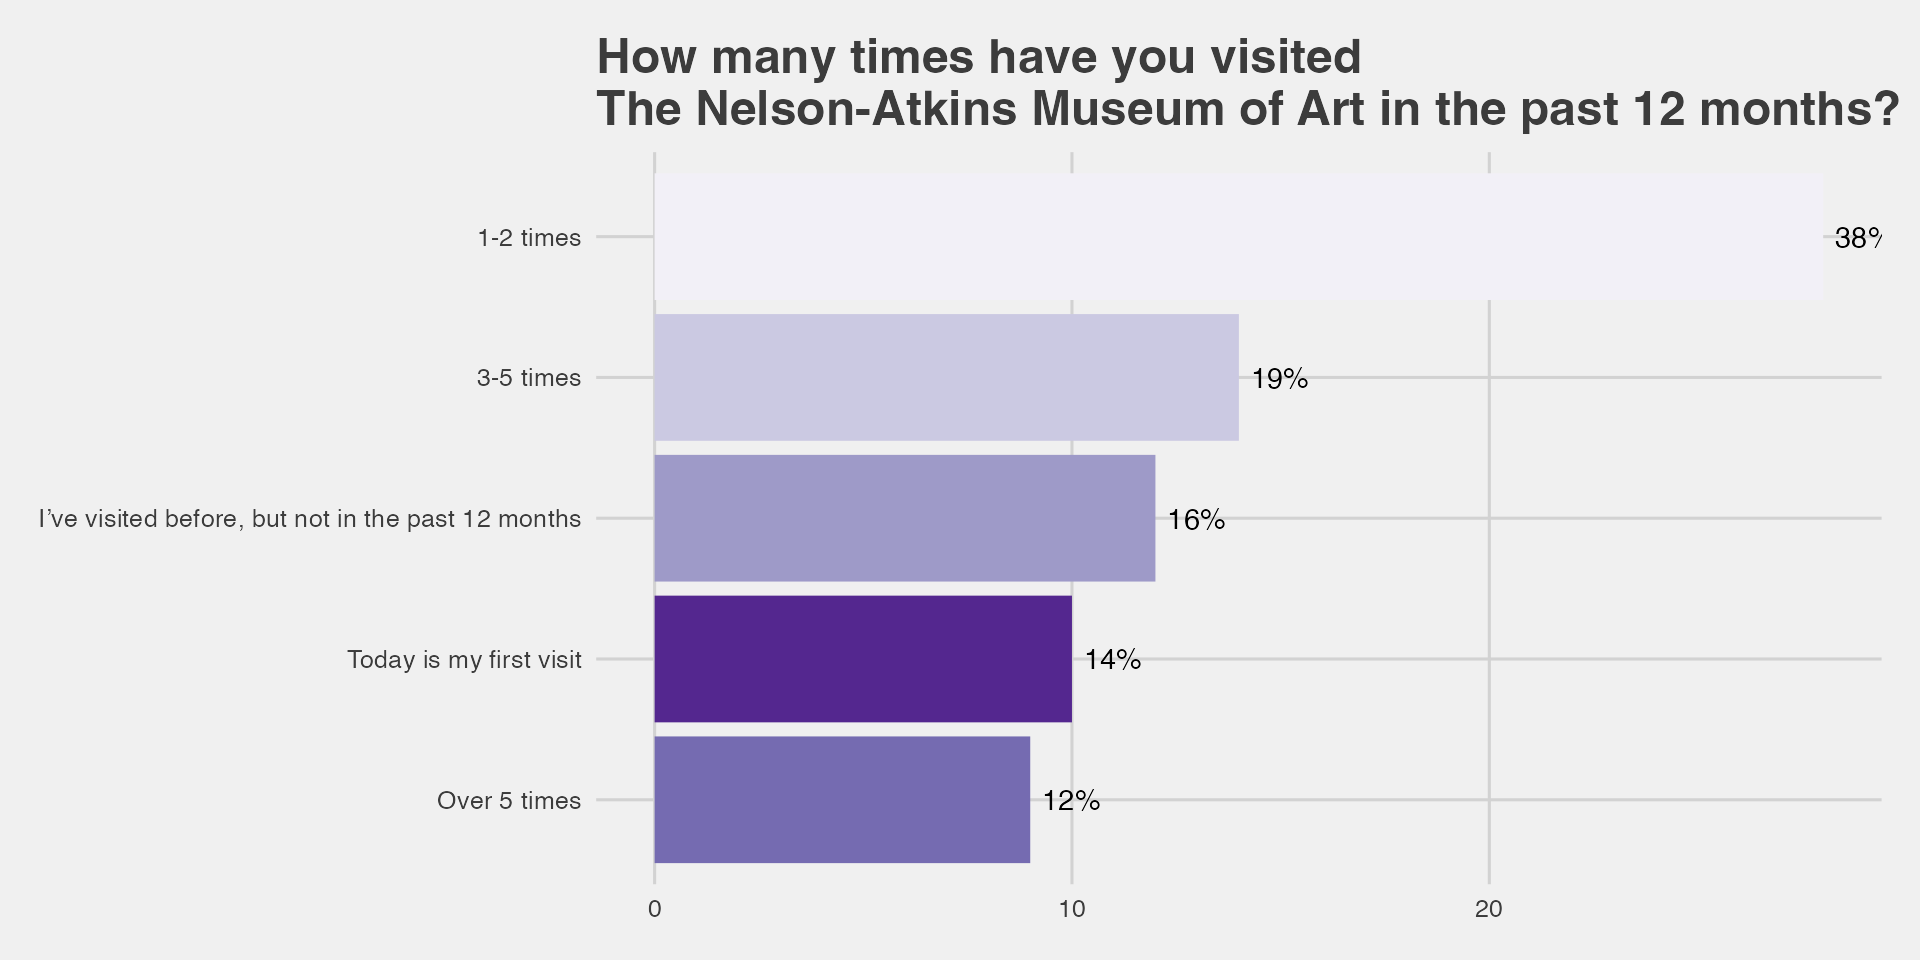 How many times have you visited
The Nelson-Atkins Museum of Art in the past 12 months?
1-2 times
38%
3-5 times
19%
I’ve visited before, but not in the past 12 months
16%
Today is my first visit
14%
Over 5 times
12%
0
10
20